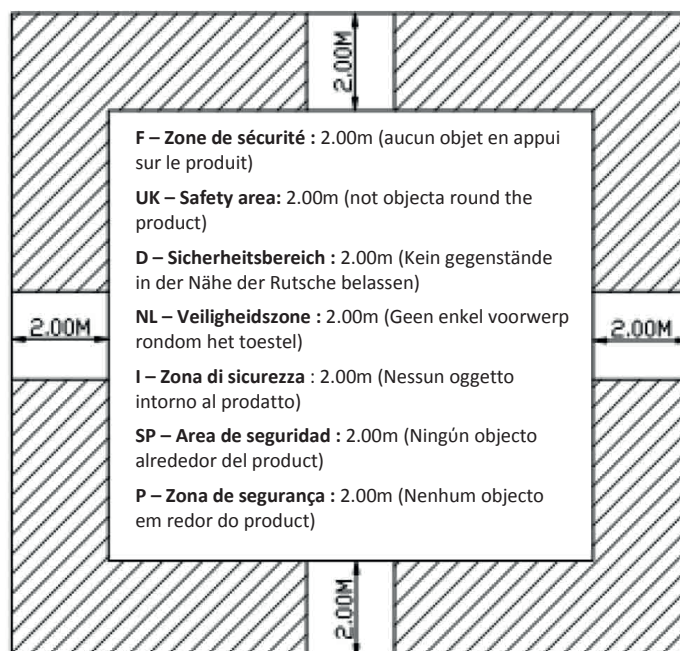 2.00M
F – Zone de sécurité : 2.00m (aucun objet en appui
sur le produit)
UK – Safety area: 2.00m (not objecta round the
product)
D – Sicherheitsbereich : 2.00m (Kein gegenstände
in der Nähe der Rutsche belassen)
NL – Veiligheidszone : 2.00m (Geen enkel voorwerp
rondom het toestel)
2.00M
2.00M
I – Zona di sicurezza : 2.00m (Nessun oggetto
intorno al prodatto)
SP – Area de seguridad : 2.00m (Ningún objecto
alrededor del product)
P – Zona de segurança : 2.00m (Nenhum objecto
em redor do product)
2.00M